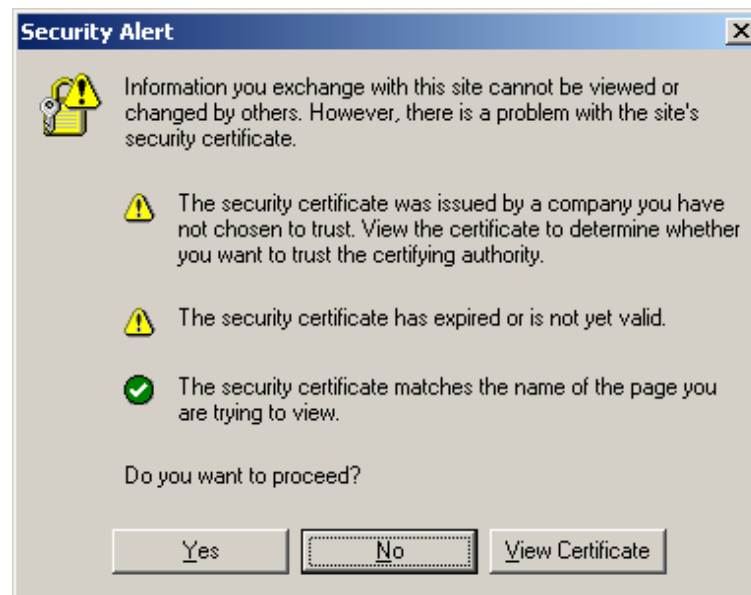 Security Alert
Information you exchange with this site cannot be viewed or
changed by others. However, there is a problem with the site's
security certificate.
The security certificate was issued by a company you have
not chosen to trust. View the certificate to determine whether
you want to trust the certifying authority.
The security certificate has expired or is not yet valid.
The security certificate matches the name of the page you
are trying to view.
Do you want to proceed?
Yes No View Certificate